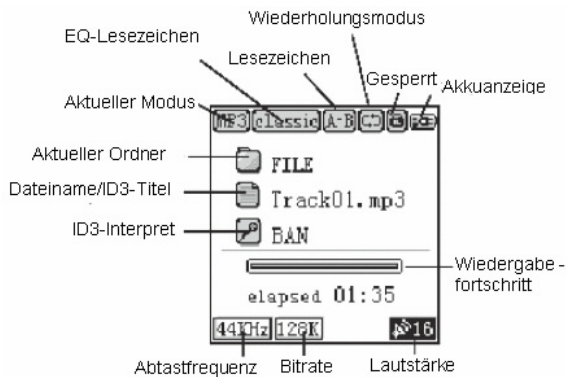 Wiederholungsmodus
EQ-Lesezeichen
Lesezeichen
Gesperrt
Akkuanzeige
Aktueller Modus
MP3 classic A-B
Aktueller Ordner
FILE
Dateiname/ID3-Titel
Track01.mp3
ID3-Interpret
BAN
Wiedergabe-
fortschritt
elapsed 01:35
44KHz 128K 16
Abtastfrequenz Bitrate Lautstärke